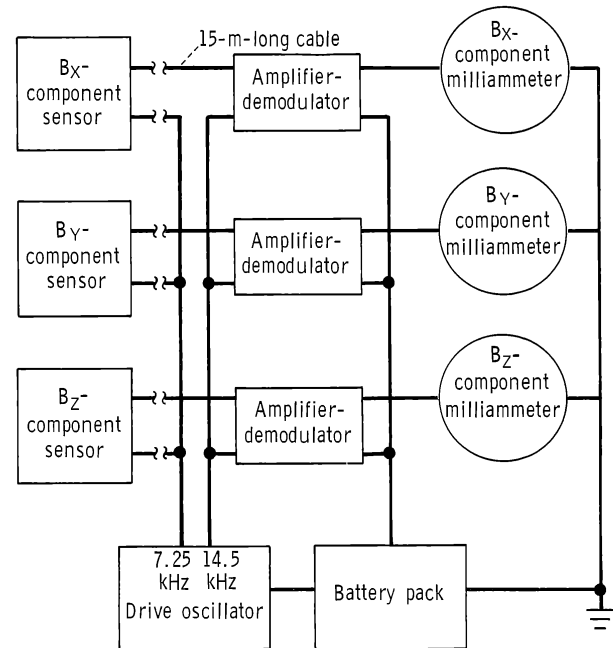 15-m-long cable
BX-
component
sensor
Amplifier-
demodulator
BX-
component
milliammeter
BY-
component
sensor
Amplifier-
demodulator
BY-
component
milliammeter
BZ-
component
sensor
Amplifier-
demodulator
BZ-
component
milliammeter
7.25 14.5
kHz kHz
Drive oscillator
Battery pack